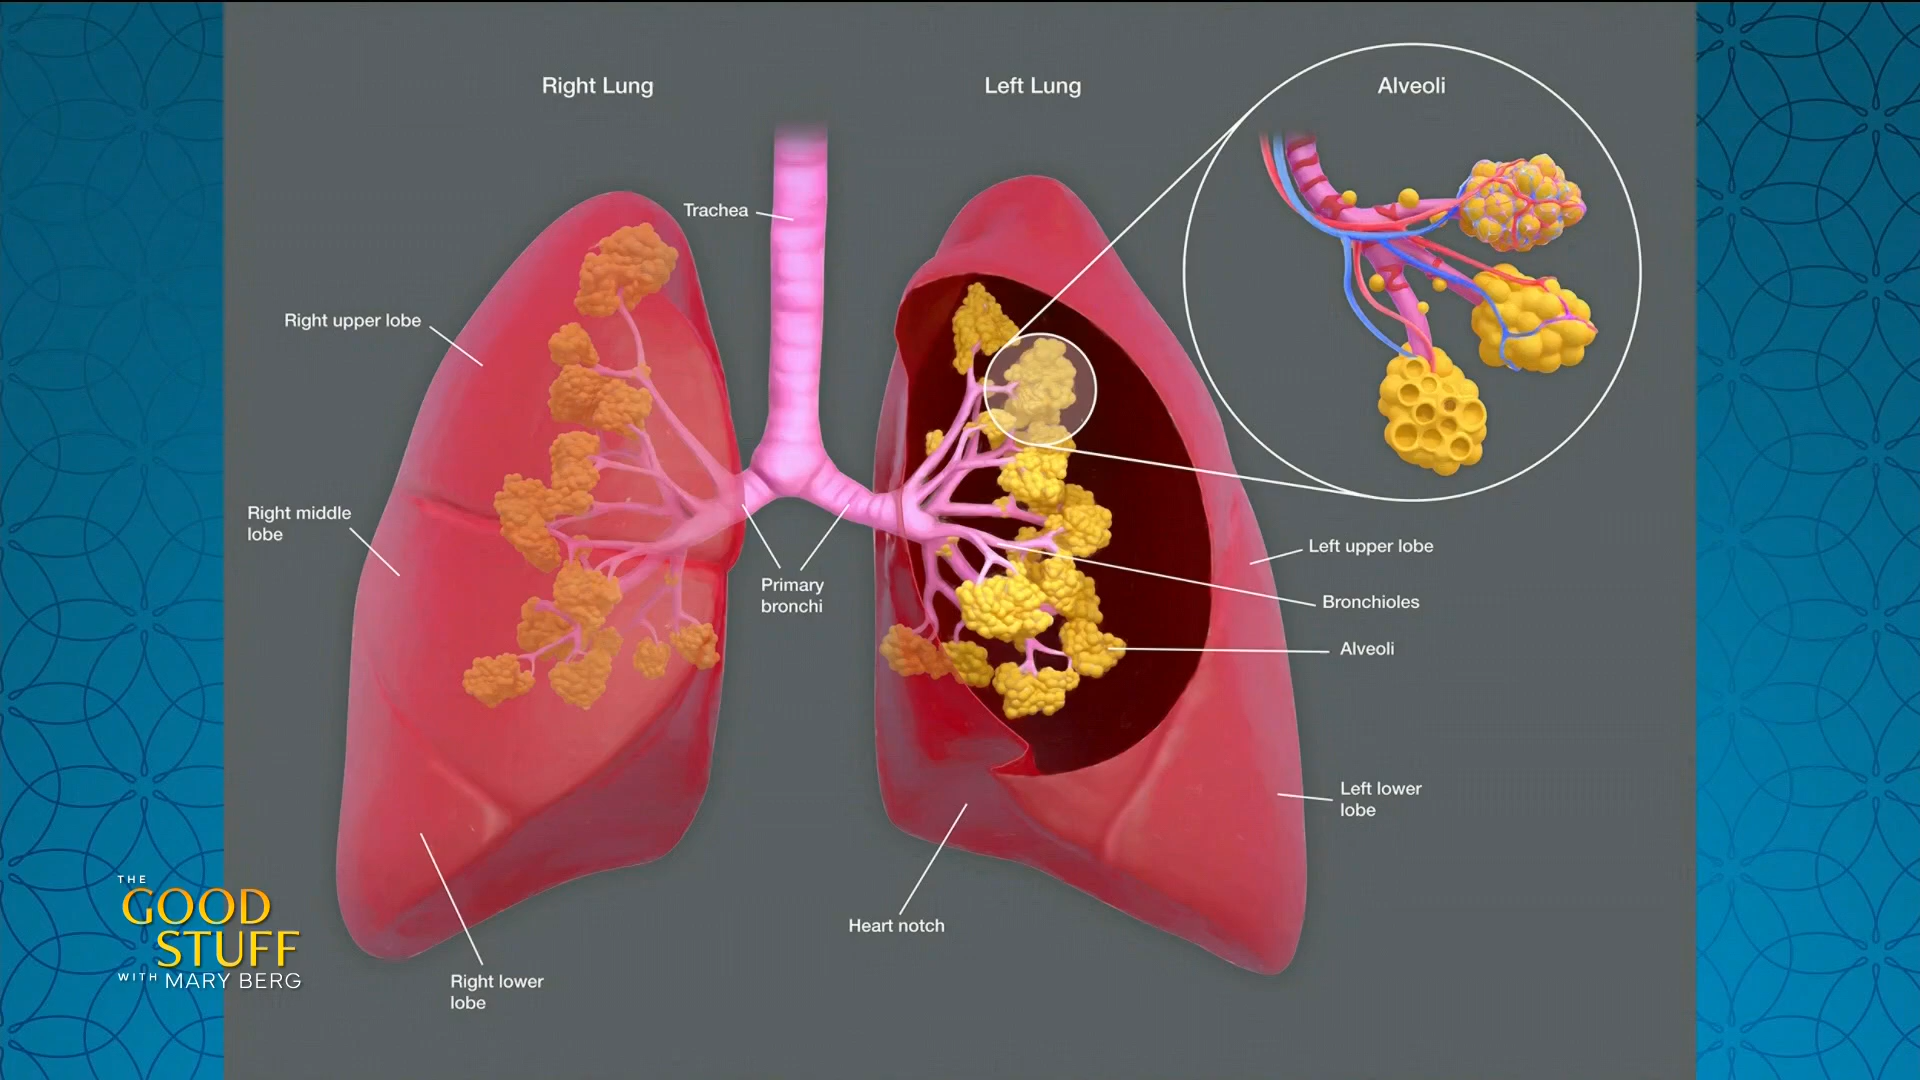 Right Lung
Left Lung
Alveoli
Trachea
Right upper lobe
Right middle
lobe
Primary
bronchi
Left upper lobe
Bronchioles
Alveoli
Left lower
lobe
Heart notch
Right lower
lobe
THE
GOOD
STUFF
WITH MARY BERG